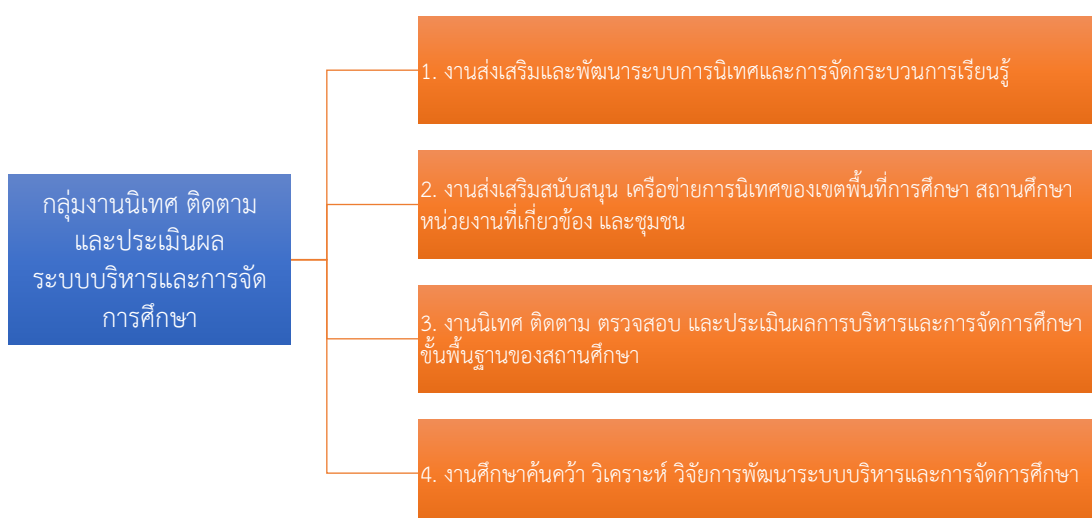 กลุ่มงานนิเทศ ติดตาม
และประเมินผล
ระบบบริหารและการจัด
การศึกษา
1. งานส่งเสริมและพัฒนาระบบการนิเทศและการจัดกระบวนการเรียนรู้
2. งานส่งเสริมสนับสนุน เครือข่ายการนิเทศของเขตพื้นที่การศึกษา สถานศึกษา
หน่วยงานที่เกี่ยวข้อง และชุมชน
3. งานนิเทศ ติดตาม ตรวจสอบ และประเมินผลการบริหารและการจัดการศึกษา
ขั้นพื้นฐานของสถานศึกษา
4. งานศึกษาค้นคว้า วิเคราะห์ วิจัยการพัฒนาระบบบริหารและการจัดการศึกษา